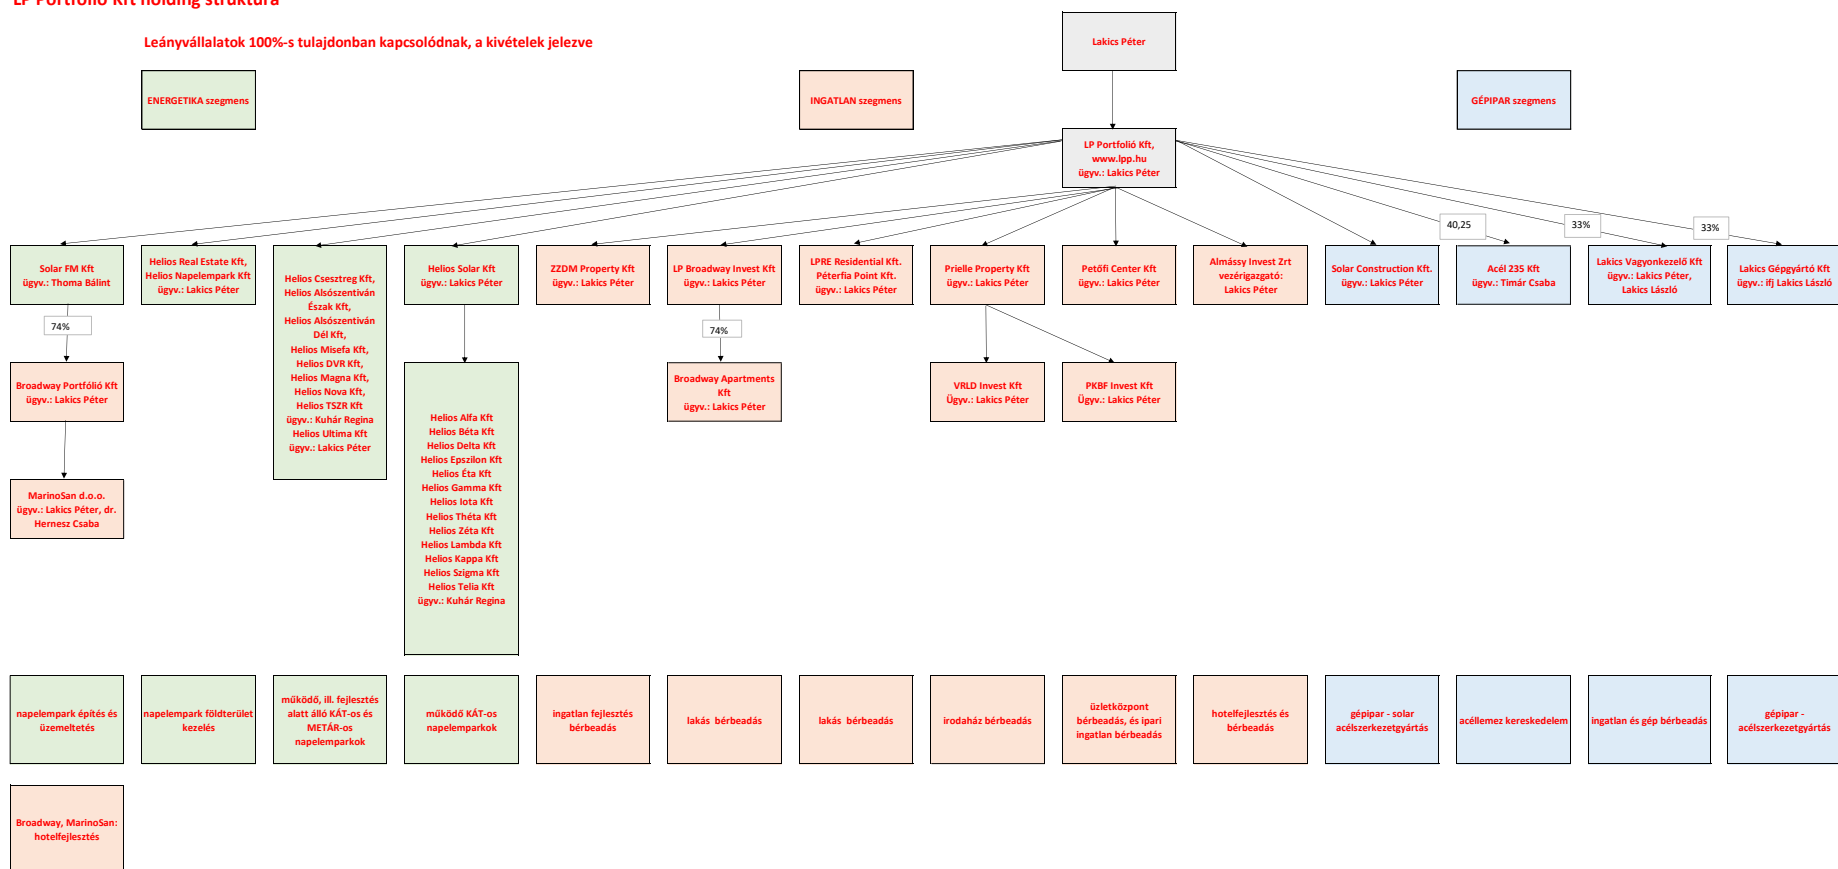 LP Portfolió Kft holding struktúra
Leányvállalatok 100%-s tulajdonban kapcsolódnak, a kivételek jelezve
Lakics Péter
ENERGETIKA szegmens
INGATLAN szegmens
GÉPIPAR szegmens
LP Portfolió Kft,
www.lpp.hu
ügyv.: Lakics Péter
40,25
33%
33%
Solar FM Kft
ügyv.: Thoma Bálint
Helios Real Estate Kft,
Helios Napelempark Kft
ügyv.: Lakics Péter
Helios Csesztreg Kft,
Helios Alsószentiván
Észak Kft,
Helios Alsószentiván
Dél Kft,
Helios Misefa Kft,
Helios DVR Kft,
Helios Magna Kft,
Helios Nova Kft,
Helios TSZR Kft
ügyv.: Kuhár Regina
Helios Ultima Kft
ügyv.: Lakics Péter
Helios Solar Kft
ügyv.: Lakics Péter
ZZDM Property Kft
ügyv.: Lakics Péter
LP Broadway Invest Kft
ügyv.: Lakics Péter
LPRE Residential Kft.
Péterfia Point Kft.
ügyv.: Lakics Péter
Prielle Property Kft
ügyv.: Lakics Péter
Petőfi Center Kft
ügyv.: Lakics Péter
Almássy Invest Zrt
vezérigazgató:
Lakics Péter
Solar Construction Kft.
ügyv.: Lakics Péter
Acél 235 Kft
ügyv.: Timár Csaba
Lakics Vagyonkezelő Kft
ügyv.: Lakics Péter,
Lakics László
Lakics Gépgyártó Kft
ügyv.: ifj Lakics László
74%
74%
Broadway Portfólió Kft
ügyv.: Lakics Péter
Helios Alfa Kft
Helios Béta Kft
Helios Delta Kft
Helios Epszilon Kft
Helios Éta Kft
Helios Gamma Kft
Helios Iota Kft
Helios Théta Kft
Helios Zéta Kft
Helios Lambda Kft
Helios Kappa Kft
Helios Szigma Kft
Helios Telia Kft
ügyv.: Kuhár Regina
Broadway Apartments
Kft
ügyv.: Lakics Péter
VRLD Invest Kft
Ügyv.: Lakics Péter
PKBF Invest Kft
Ügyv.: Lakics Péter
MarinoSan d.o.o.
ügyv.: Lakics Péter, dr.
Hernesz Csaba
napelempark építés és
üzemeltetés
napelempark földterület
kezelés
működő, ill. fejlesztés
alatt álló KÁT-os és
METÁR-os
napelemparkok
működő KÁT-os
napelemparkok
ingatlan fejlesztés
bérbeadás
lakás bérbeadás
lakás bérbeadás
irodaház bérbeadás
üzletközpont
bérbeadás, és ipari
ingatlan bérbeadás
hotelfejlesztés és
bérbeadás
gépipar - solar
acélszerkezetgyártás
acéllemez kereskedelem
ingatlan és gép bérbeadás
gépipar -
acélszerkezetgyártás
Broadway, MarinoSan:
hotelfejlesztés